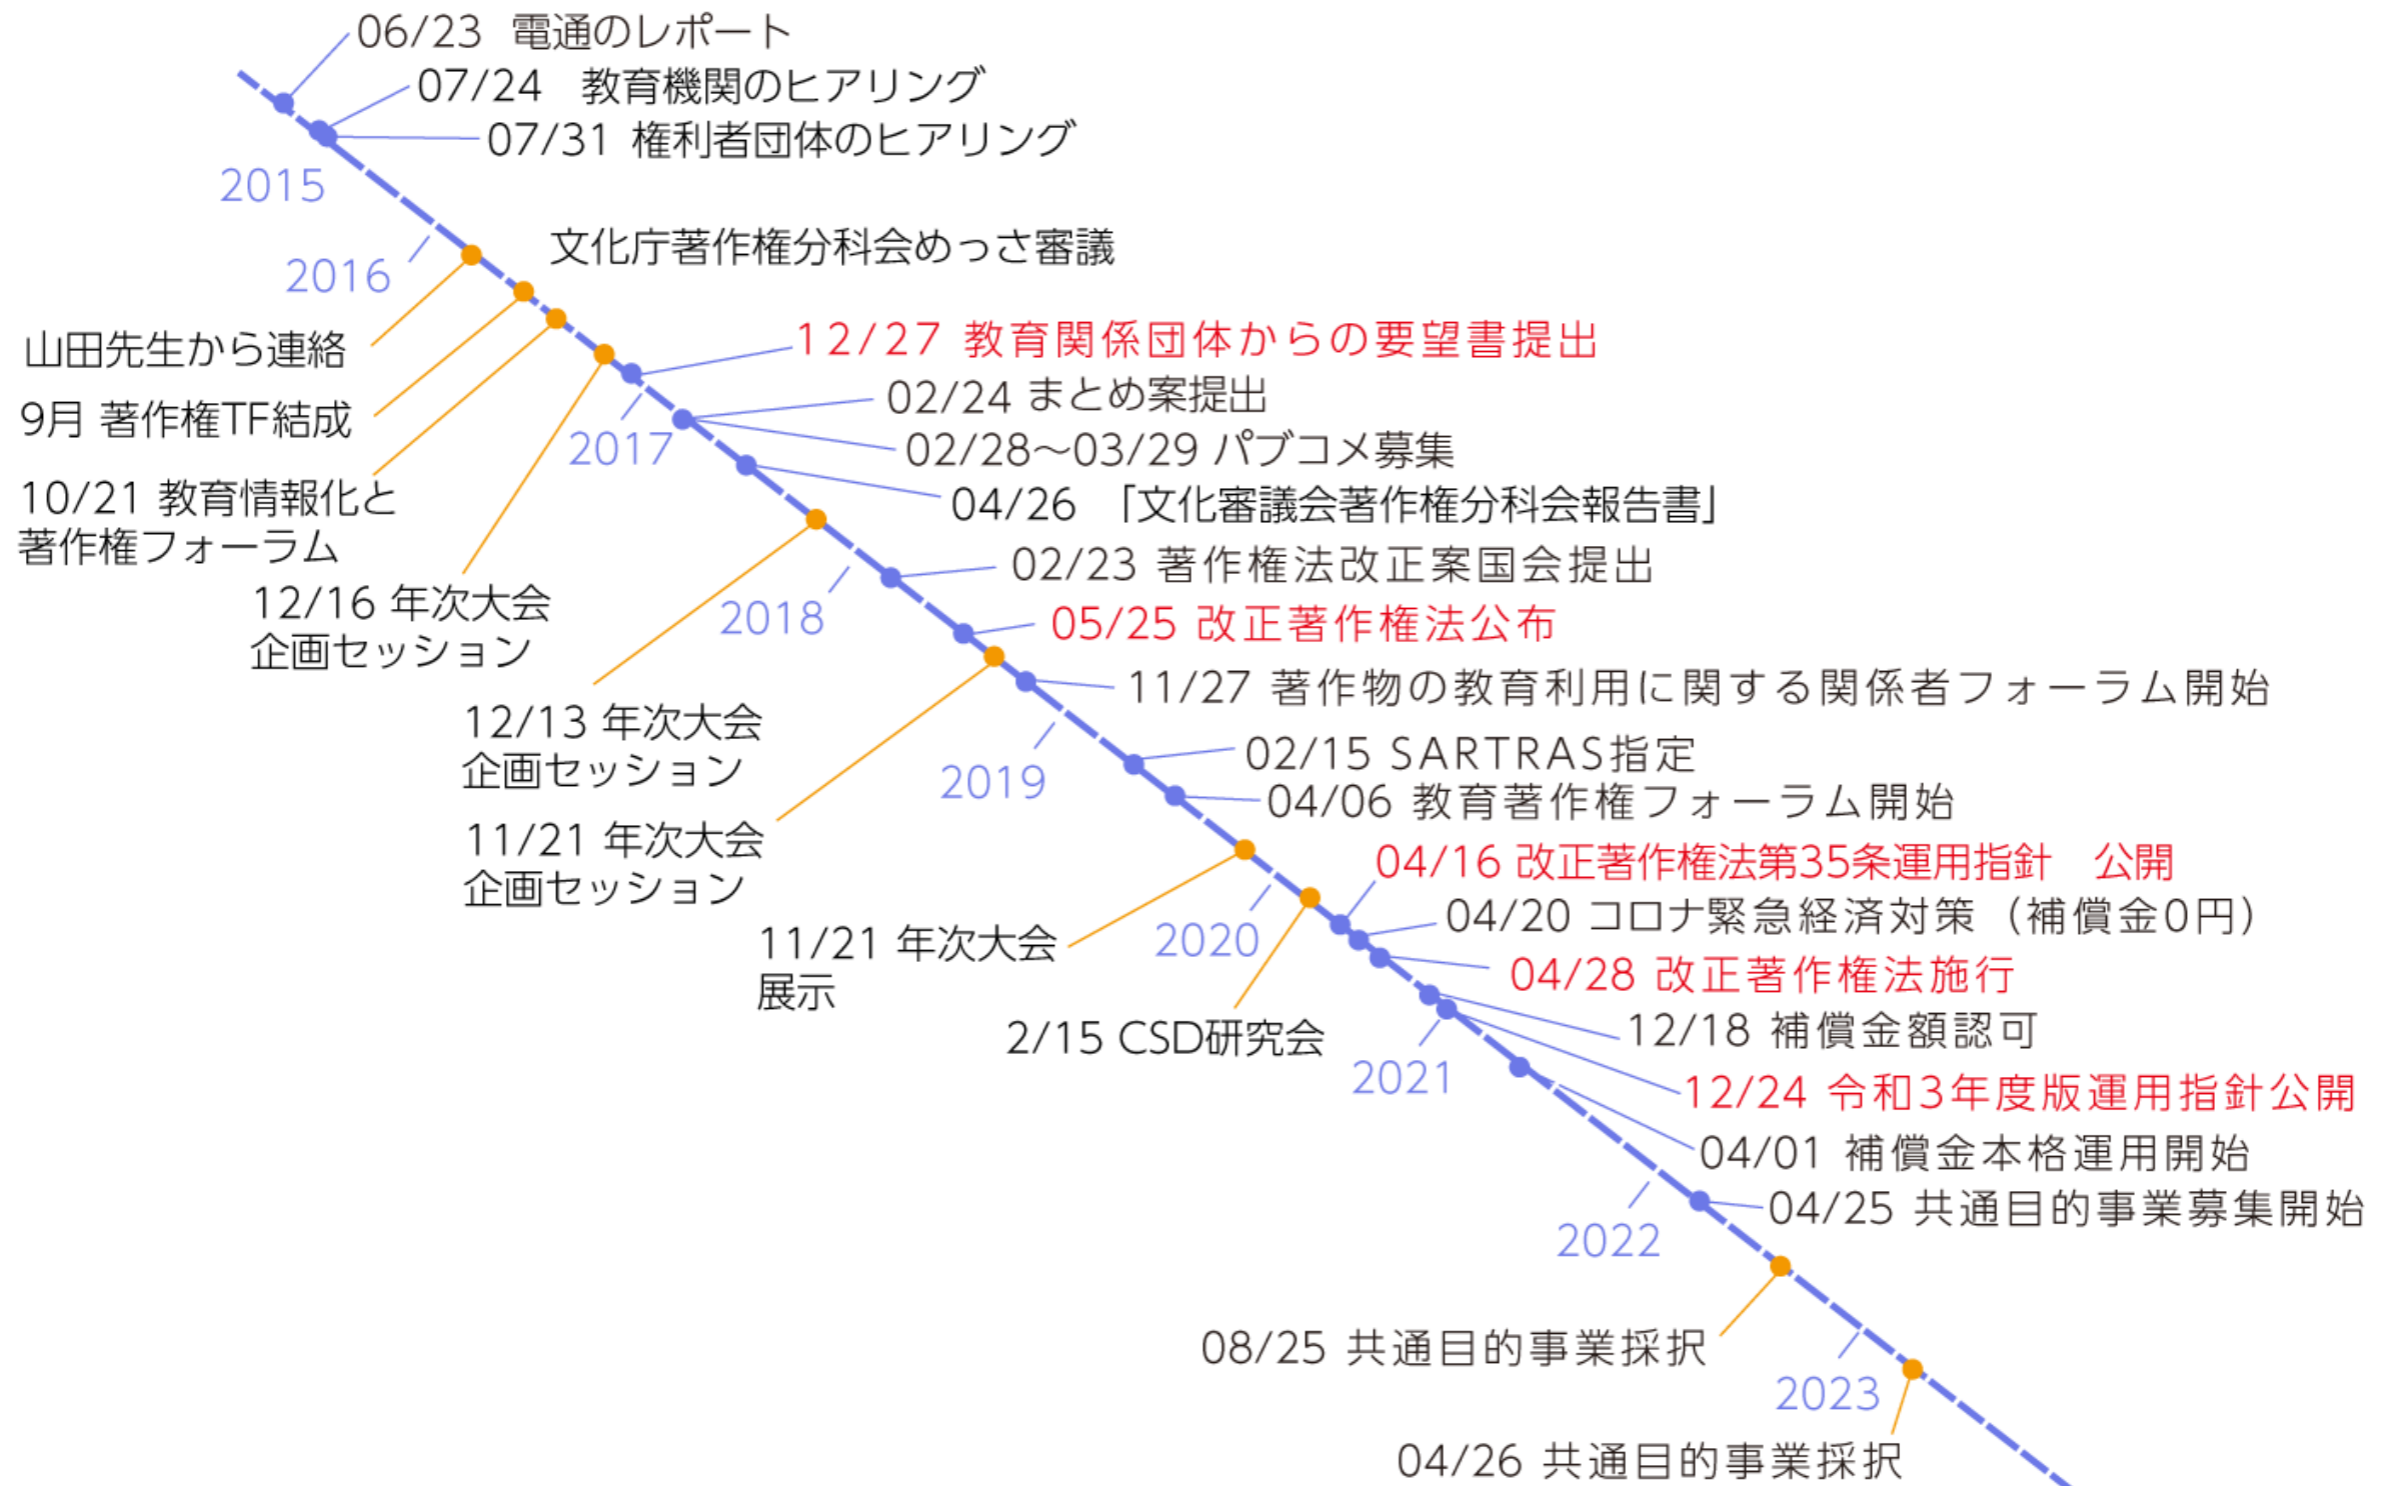 06/23 電通のレポート
07/24 教育機関のヒアリング
07/31 権利者団体のヒアリング
2015
文化庁著作権分科会めっさ審議
2016
山田先生から連絡
9月 著作権TF結成
10/21 教育情報化と
著作権フォーラム
12/16 年次大会
企画セッション
12/27 教育関係団体からの要望書提出
2017
02/24 まとめ案提出
02/28～03/29 パブコメ募集
04/26 「文化審議会著作権分科会報告書」
12/13 年次大会
企画セッション
2018
02/23 著作権法改正案国会提出
05/25 改正著作権法公布
11/21 年次大会
企画セッション
11/27 著作物の教育利用に関する関係者フォーラム開始
2019
02/15 SARTRAS指定
04/06 教育著作権フォーラム開始
11/21 年次大会
展示
2020
2/15 CSD研究会
04/16 改正著作権法第35条運用指針 公開
04/20 コロナ緊急経済対策（補償金0円）
04/28 改正著作権法施行
12/18 補償金額認可
12/24 令和3年度版運用指針公開
2021
04/01 補償金本格運用開始
2022
04/25 共通目的事業募集開始
08/25 共通目的事業採択
2023
04/26 共通目的事業採択